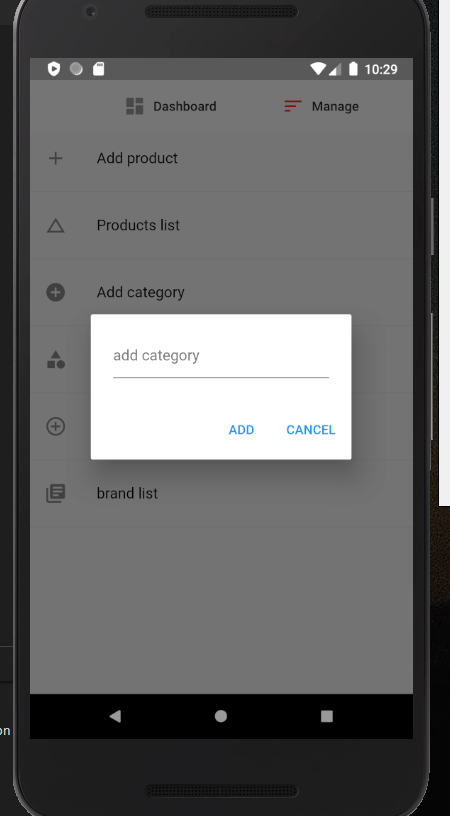 10:29
Dashboard Manage
Add product
Products list
Add category
add category
ADD CANCEL
brand list
on